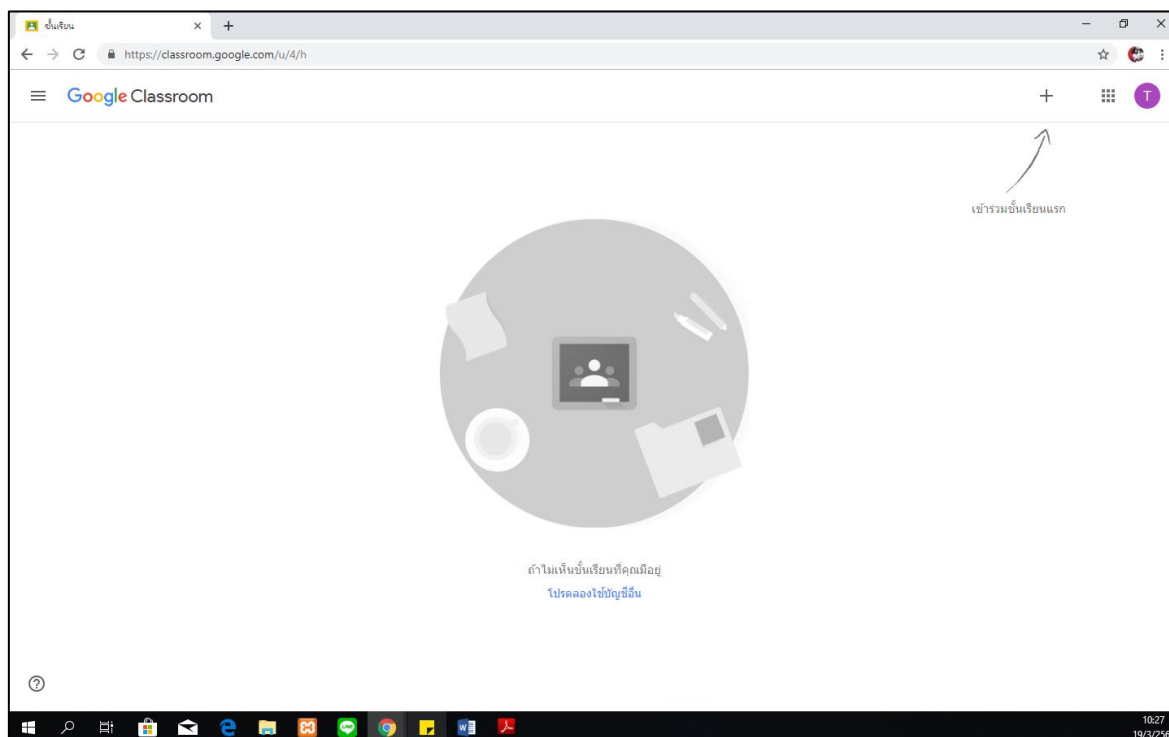 ชั้นเรียน
https://classroom.google.com/u/4/h
Google Classroom
T
เข้าร่วมชั้นเรียนแรก
ถ้าไม่เห็นชั้นเรียนที่คุณมีอยู่
โปรดลองใช้บัญชีอื่น
10:27
19/3/256